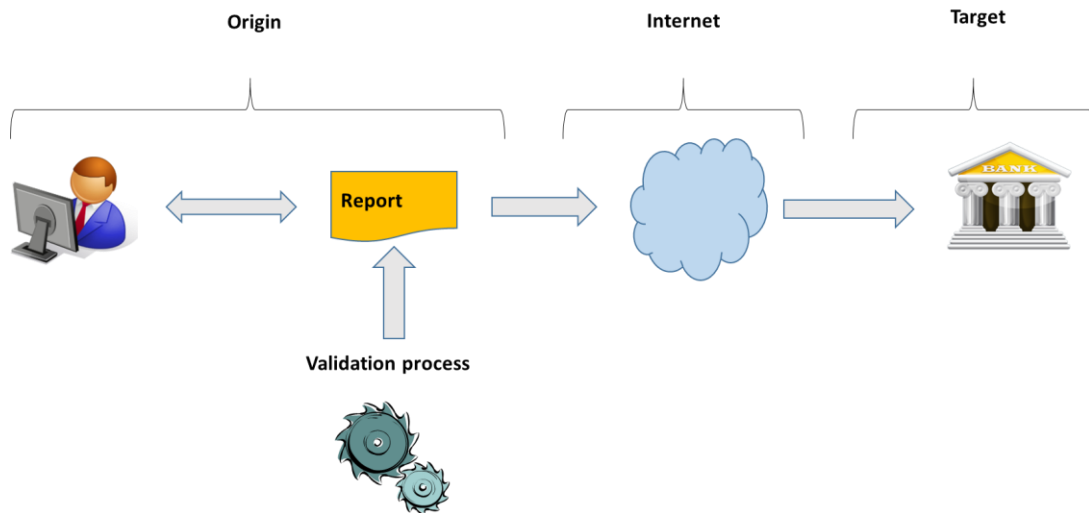 Origin
Internet
Target
Report
BANK
Validation process